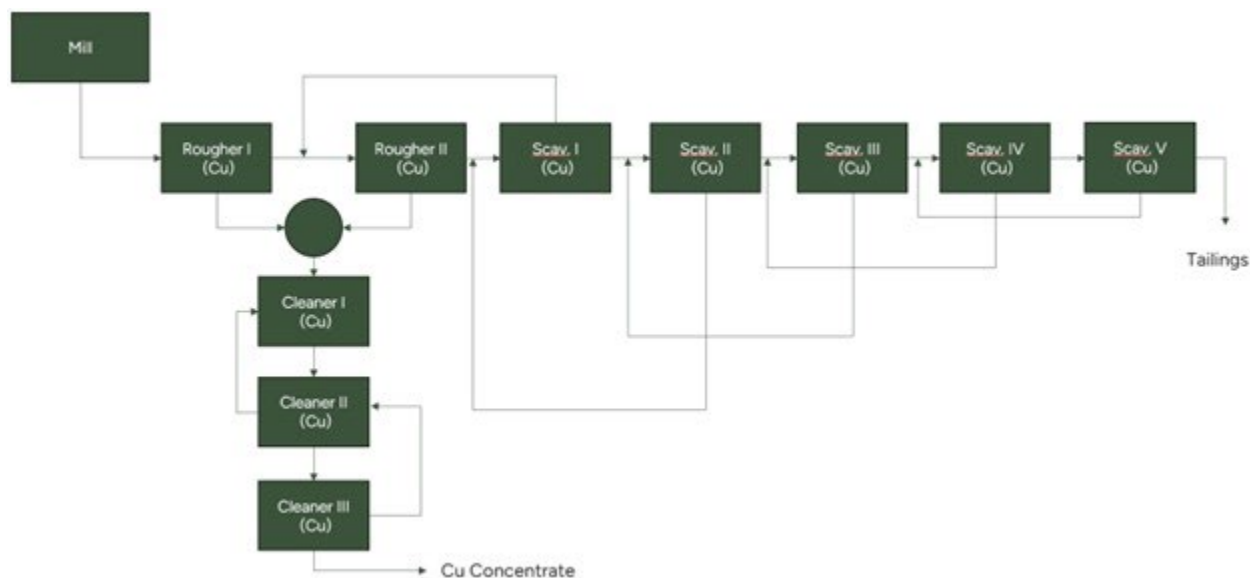 Mill
Rougher I
(Cu)
Rougher II
(Cu)
Scav. I
(Cu)
Scav. II
(Cu)
Scav. III
(Cu)
Scav. IV
(Cu)
Scav. V
(Cu)
Tailings
Cleaner I
(Cu)
Cleaner II
(Cu)
Cleaner III
(Cu)
Cu Concentrate